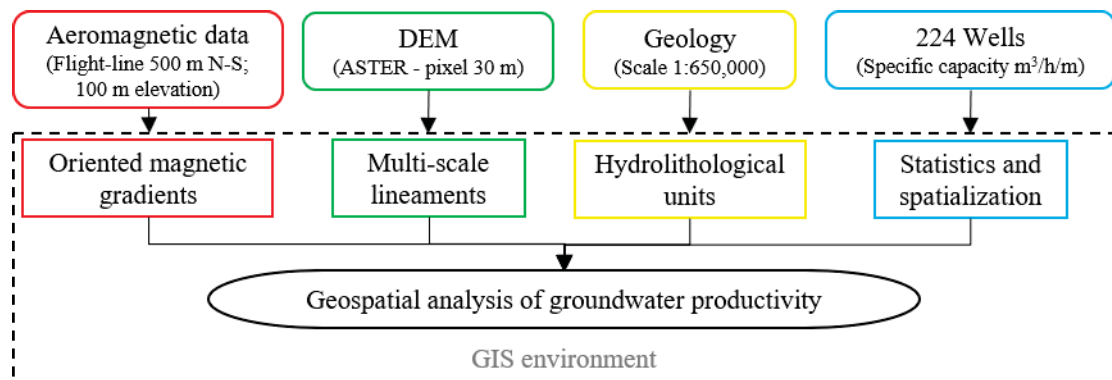 Aeromagnetic data
(Flight-line 500 m N-S;
100 m elevation)
DEM
(ASTER - pixel 30 m)
Geology
(Scale 1:650,000)
224 Wells
(Specific capacity m³/h/m)
Oriented magnetic
gradients
Multi-scale
lineaments
Hydrolithological
units
Statistics and
spatialization
Geospatial analysis of groundwater productivity
GIS environment